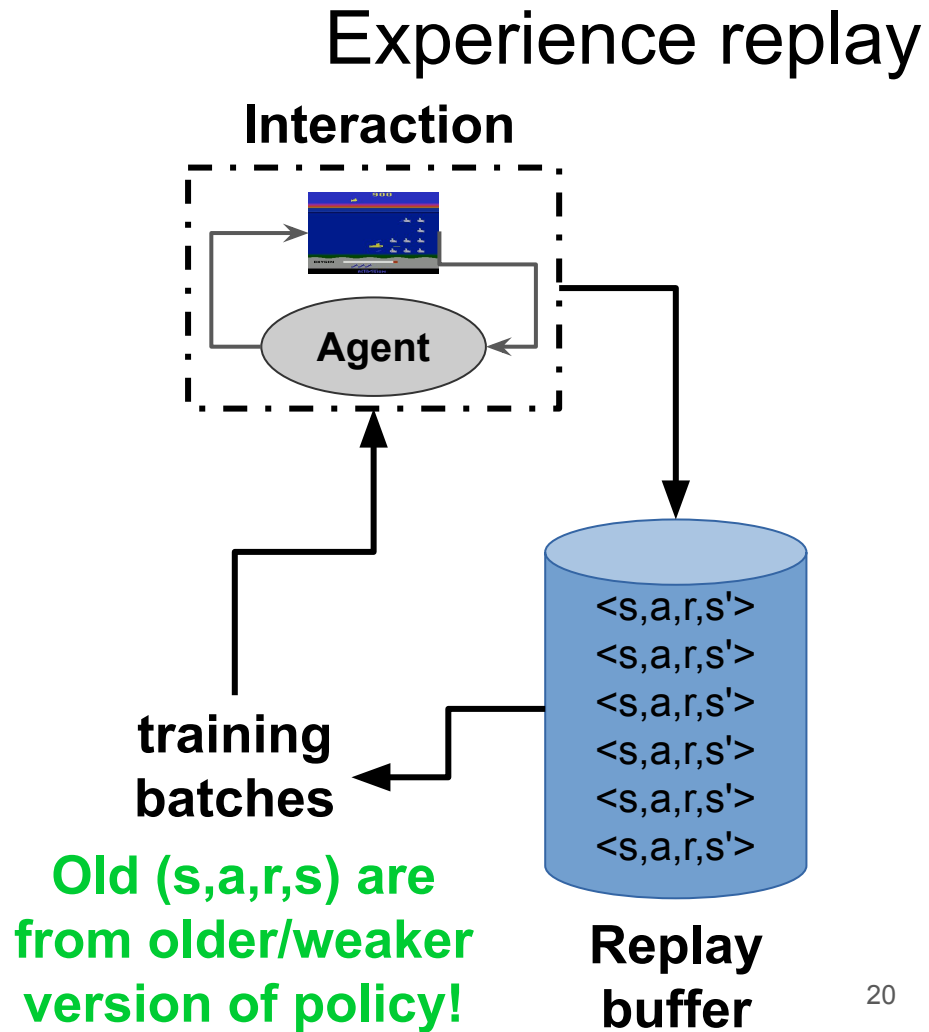 Experience replay
Interaction
900
Agent
<s,a,r,s'>
<s,a,r,s'>
<s,a,r,s'>
<s,a,r,s'>
<s,a,r,s'>
<s,a,r,s'>
training
batches
Old (s,a,r,s) are
from older/weaker
version of policy!
Replay
buffer
20